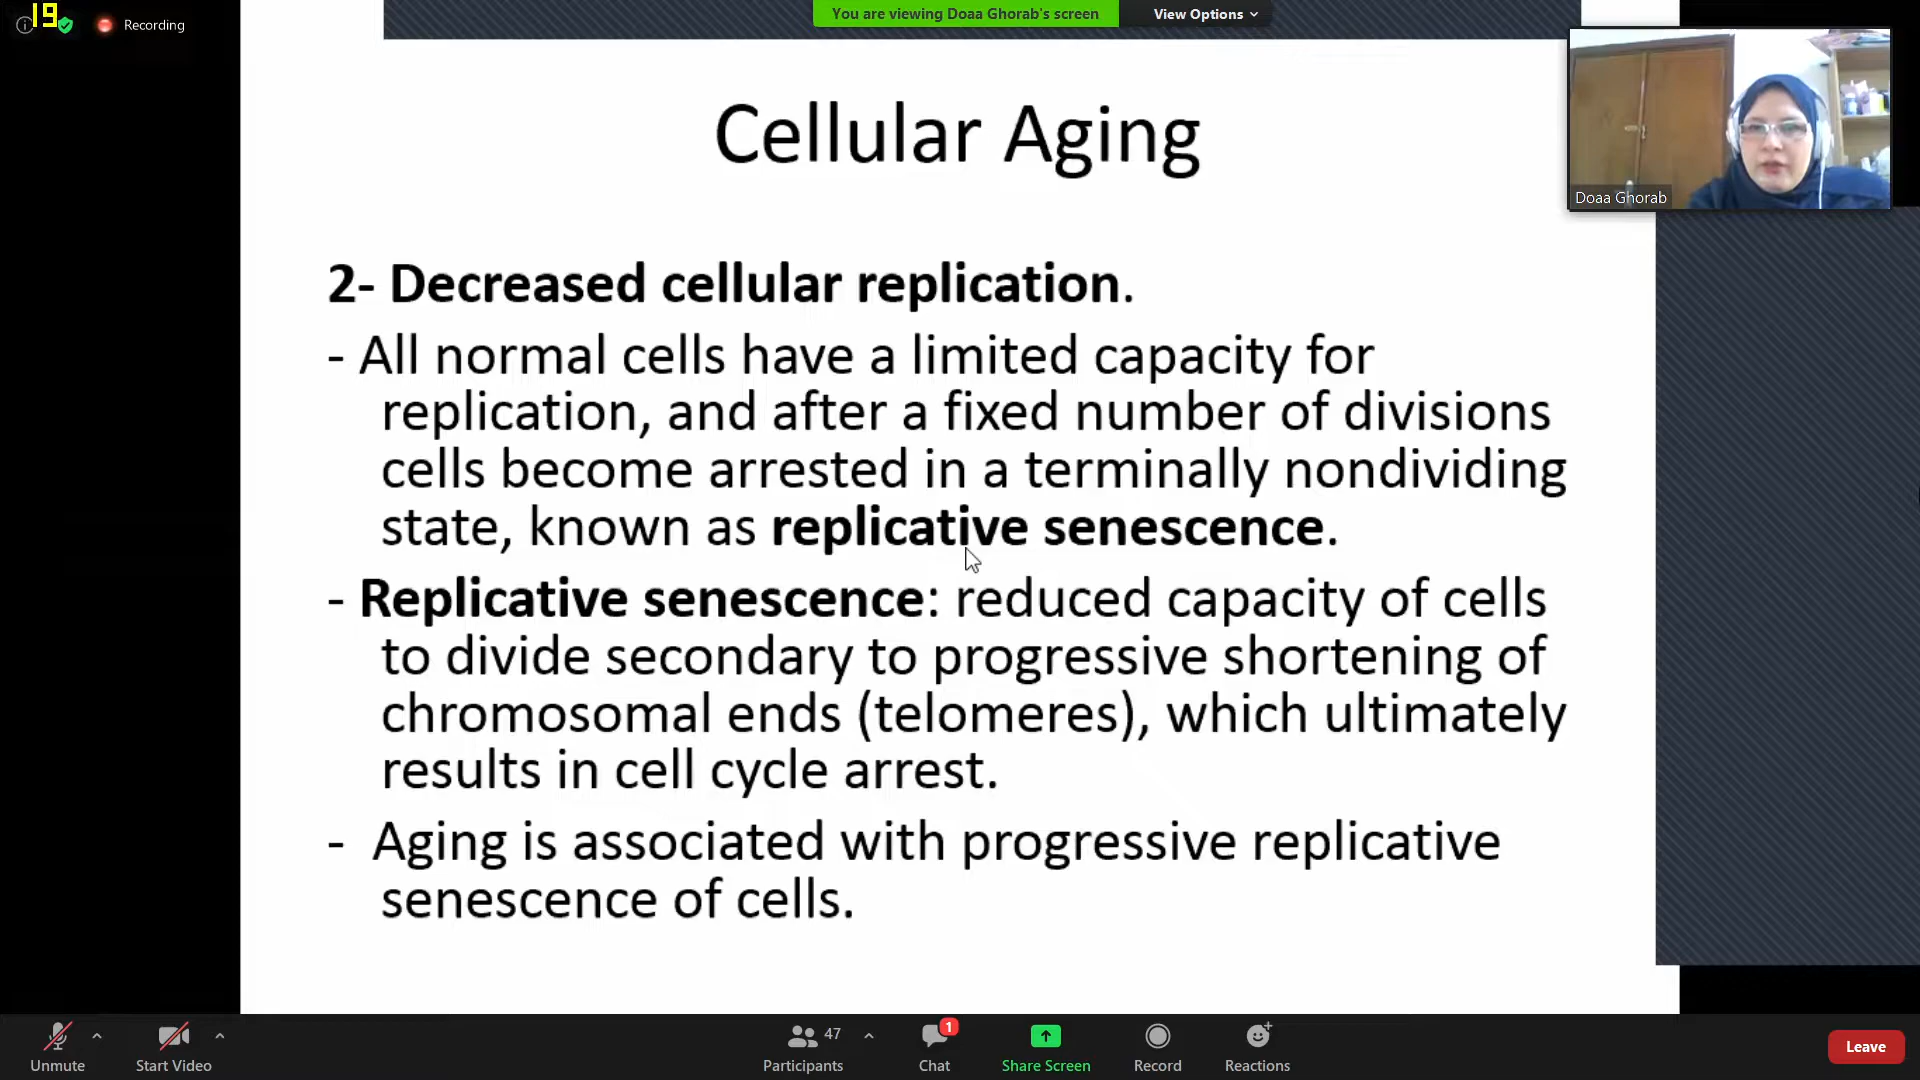 19
Recording
You are viewing Doaa Ghorab's screen
View Options
Doaa Ghorab
Cellular Aging
2- Decreased cellular replication.
- All normal cells have a limited capacity for
replication, and after a fixed number of divisions
cells become arrested in a terminally nondividing
state, known as replicative senescence.
- Replicative senescence: reduced capacity of cells
to divide secondary to progressive shortening of
chromosomal ends (telomeres), which ultimately
results in cell cycle arrest.
- Aging is associated with progressive replicative
senescence of cells.
Unmute
Start Video
47
Participants
1
Chat
Share Screen
Record
Reactions
Leave